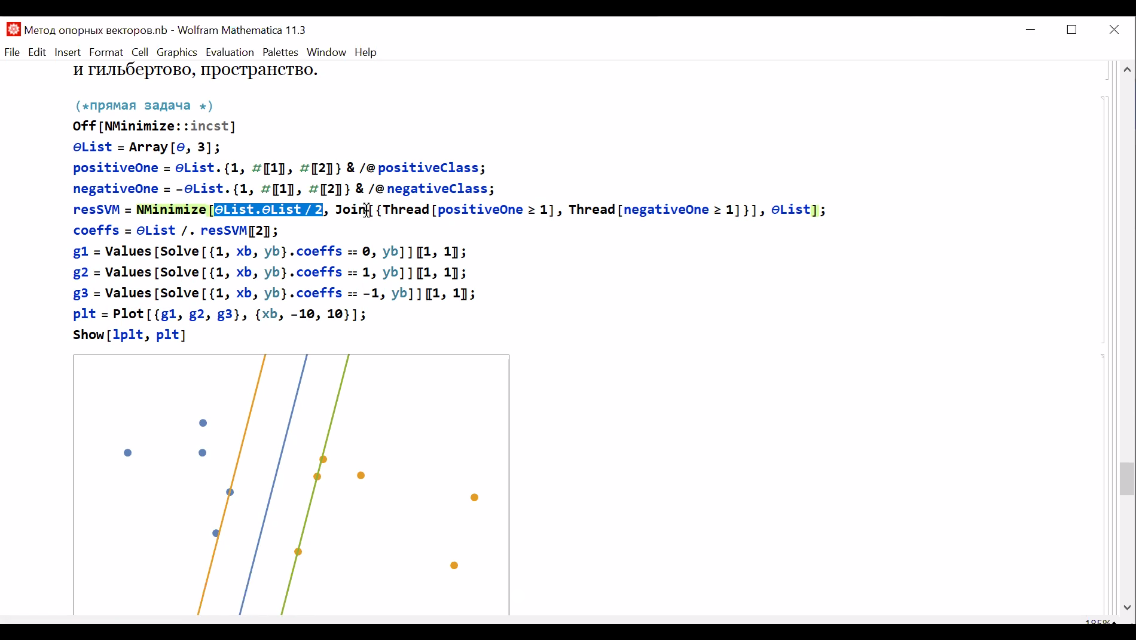 Метод опорных векторов.nb - Wolfram Mathematica 11.3
File Edit Insert Format Cell Graphics Evaluation Palettes Window Help
и гильбертово, пространство.
(*прямая задача *)
Off[NMinimize::incst]
θList = Array[θ, 3];
positiveOne = θList.{1, #〚1〛, #〚2〛} & /@ positiveClass;
negativeOne = -θList.{1, #〚1〛, #〚2〛} & /@ negativeClass;
resSVM = NMinimize[θList.θList / 2, Join[{Thread[positiveOne ≥ 1], Thread[negativeOne ≥ 1]}], θList];
coeffs = θList /. resSVM〚2〛;
g1 = Values[Solve[{1, xb, yb}.coeffs == 0, yb]]〚1, 1〛;
g2 = Values[Solve[{1, xb, yb}.coeffs == 1, yb]]〚1, 1〛;
g3 = Values[Solve[{1, xb, yb}.coeffs == -1, yb]]〚1, 1〛;
plt = Plot[{g1, g2, g3}, {xb, -10, 10}];
Show[lplt, plt]